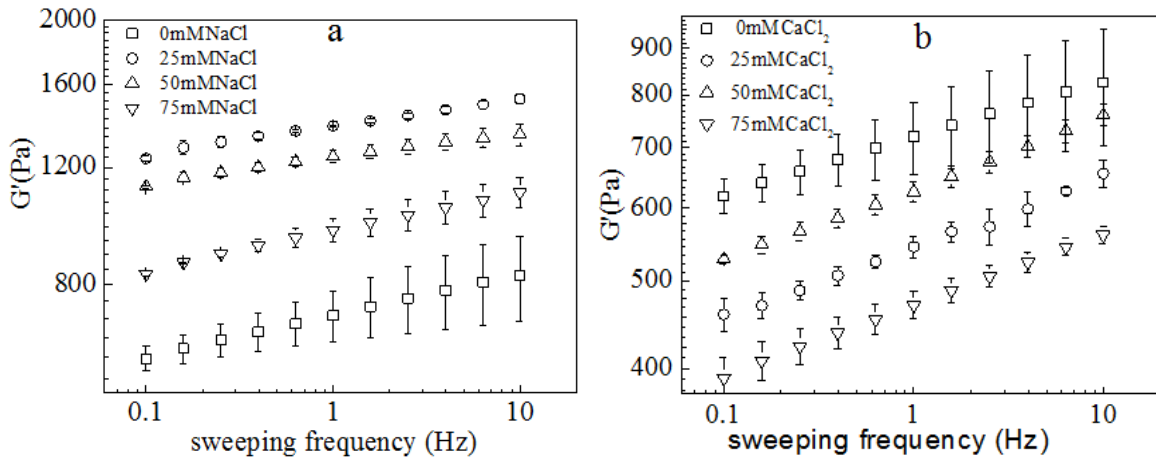 a
0mMNaCl
25mMNaCl
50mMNaCl
75mMNaCl
2000
1600
1200
800
G'(Pa)
0.1 1 10
sweeping frequency (Hz)
b
0mMCaCl₂
25mMCaCl₂
50mMCaCl₂
75mMCaCl₂
900
800
700
600
500
400
G'(Pa)
0.1 1 10
sweeping frequency (Hz)